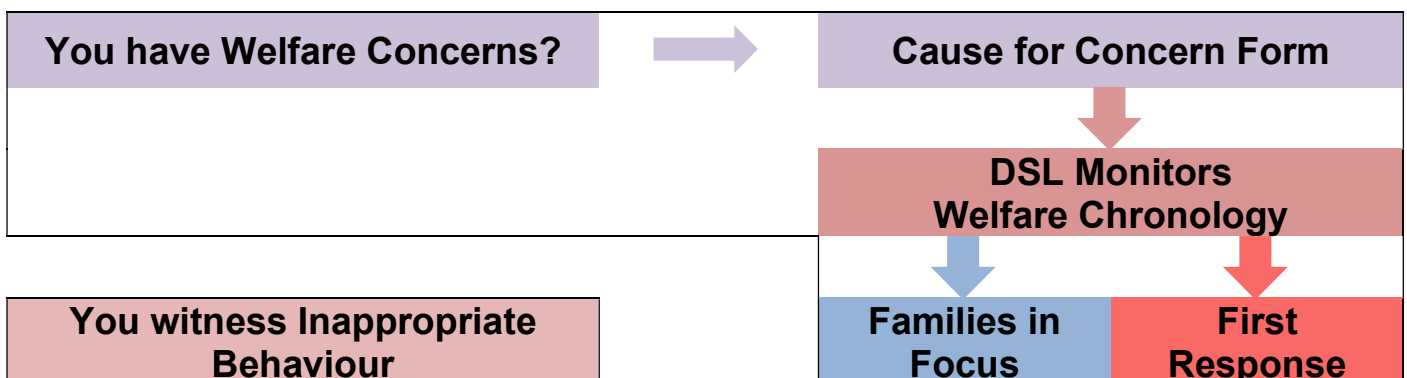 You have Welfare Concerns?
Cause for Concern Form
DSL Monitors
Welfare Chronology
You witness Inappropriate
Behaviour
Families in
Focus
First
Response